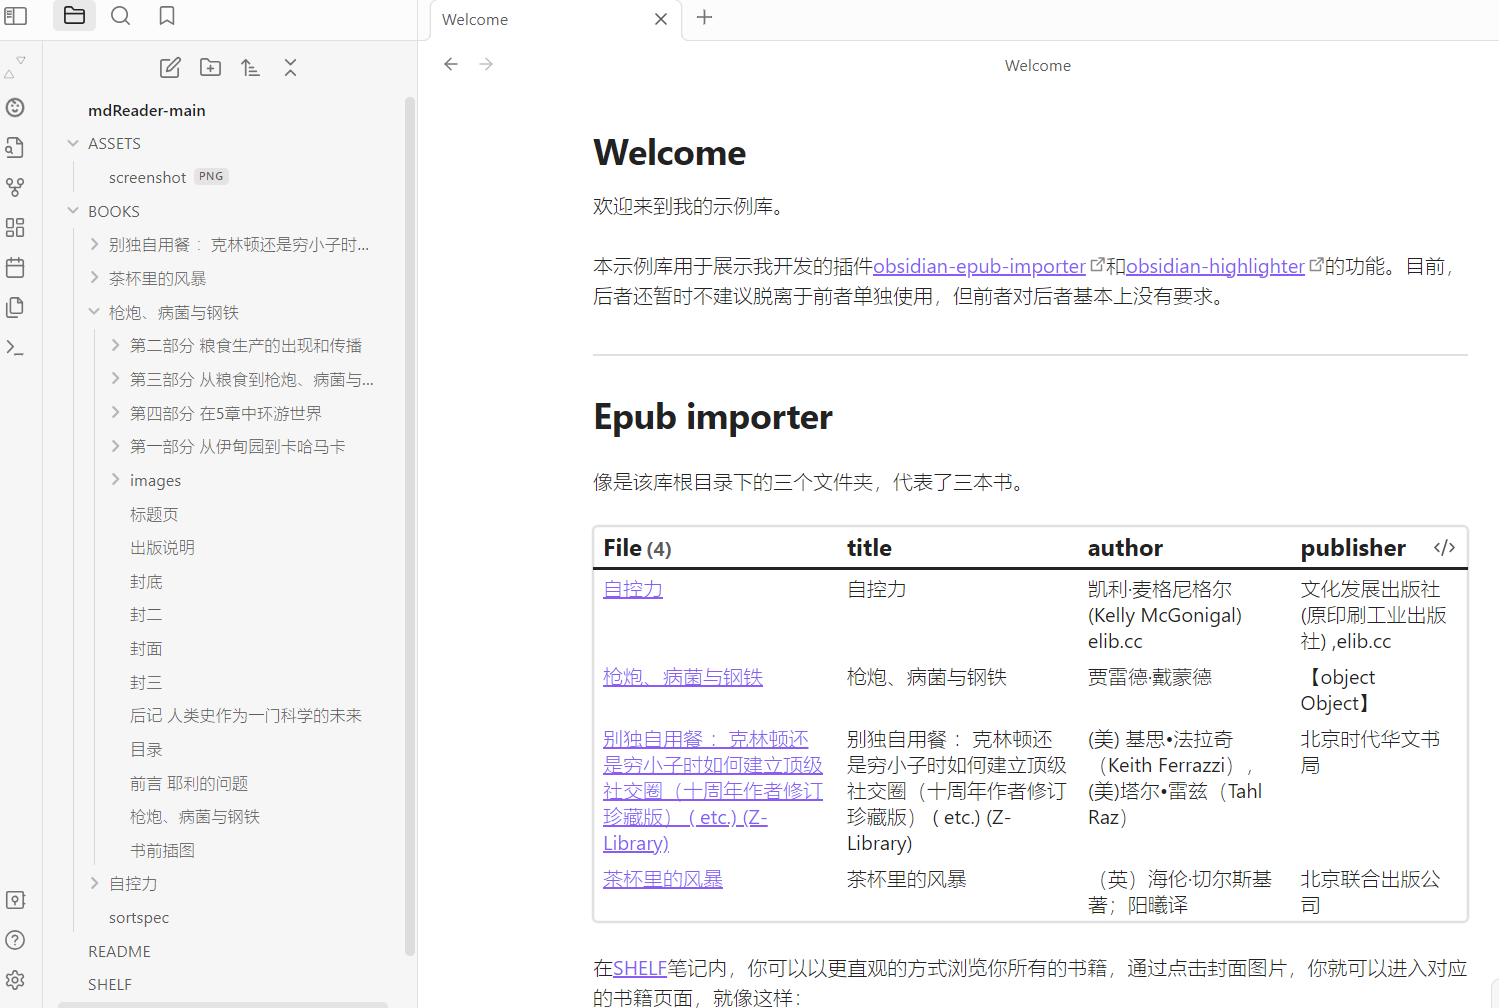 Welcome
Welcome
mdReader-main
ASSETS
screenshot PNG
BOOKS
别独自用餐 ：克林顿还是穷小子时...
茶杯里的风暴
枪炮、病菌与钢铁
第二部分 粮食生产的出现和传播
第三部分 从粮食到枪炮、病菌与...
第四部分 在5章中环游世界
第一部分 从伊甸园到卡哈马卡
images
标题页
出版说明
封底
封二
封面
封三
后记 人类史作为一门科学的未来
目录
前言 耶利的问题
枪炮、病菌与钢铁
书前插图
自控力
sortspec
README
SHELF
Welcome
欢迎来到我的示例库。
本示例库用于展示我开发的插件obsidian-epub-importer和obsidian-highlighter的功能。目前，
后者还暂时不建议脱离于前者单独使用，但前者对后者基本上没有要求。
Epub importer
像是该库根目录下的三个文件夹，代表了三本书。
File (4) title author publisher
自控力 自控力 凯利·麦格尼格尔 文化发展出版社
(Kelly McGonigal) (原印刷工业出版
elib.cc 社) ,elib.cc
枪炮、病菌与钢铁 枪炮、病菌与钢铁 贾雷德·戴蒙德 【object
Object】
别独自用餐 ：克林顿还 别独自用餐 ：克林顿还 (美) 基思•法拉奇 北京时代华文书
是穷小子时如何建立顶级 是穷小子时如何建立顶级 （Keith Ferrazzi）, 局
社交圈（十周年作者修订 社交圈（十周年作者修订 (美)塔尔•雷兹（Tahl
珍藏版） ( etc.) (Z- 珍藏版） ( etc.) (Z- Raz）
Library) Library)
茶杯里的风暴 茶杯里的风暴 （英）海伦·切尔斯基 北京联合出版公
著；阳曦译 司
在SHELF笔记内，你可以以更直观的方式浏览你所有的书籍，通过点击封面图片，你就可以进入对应
的书籍页面，就像这样：